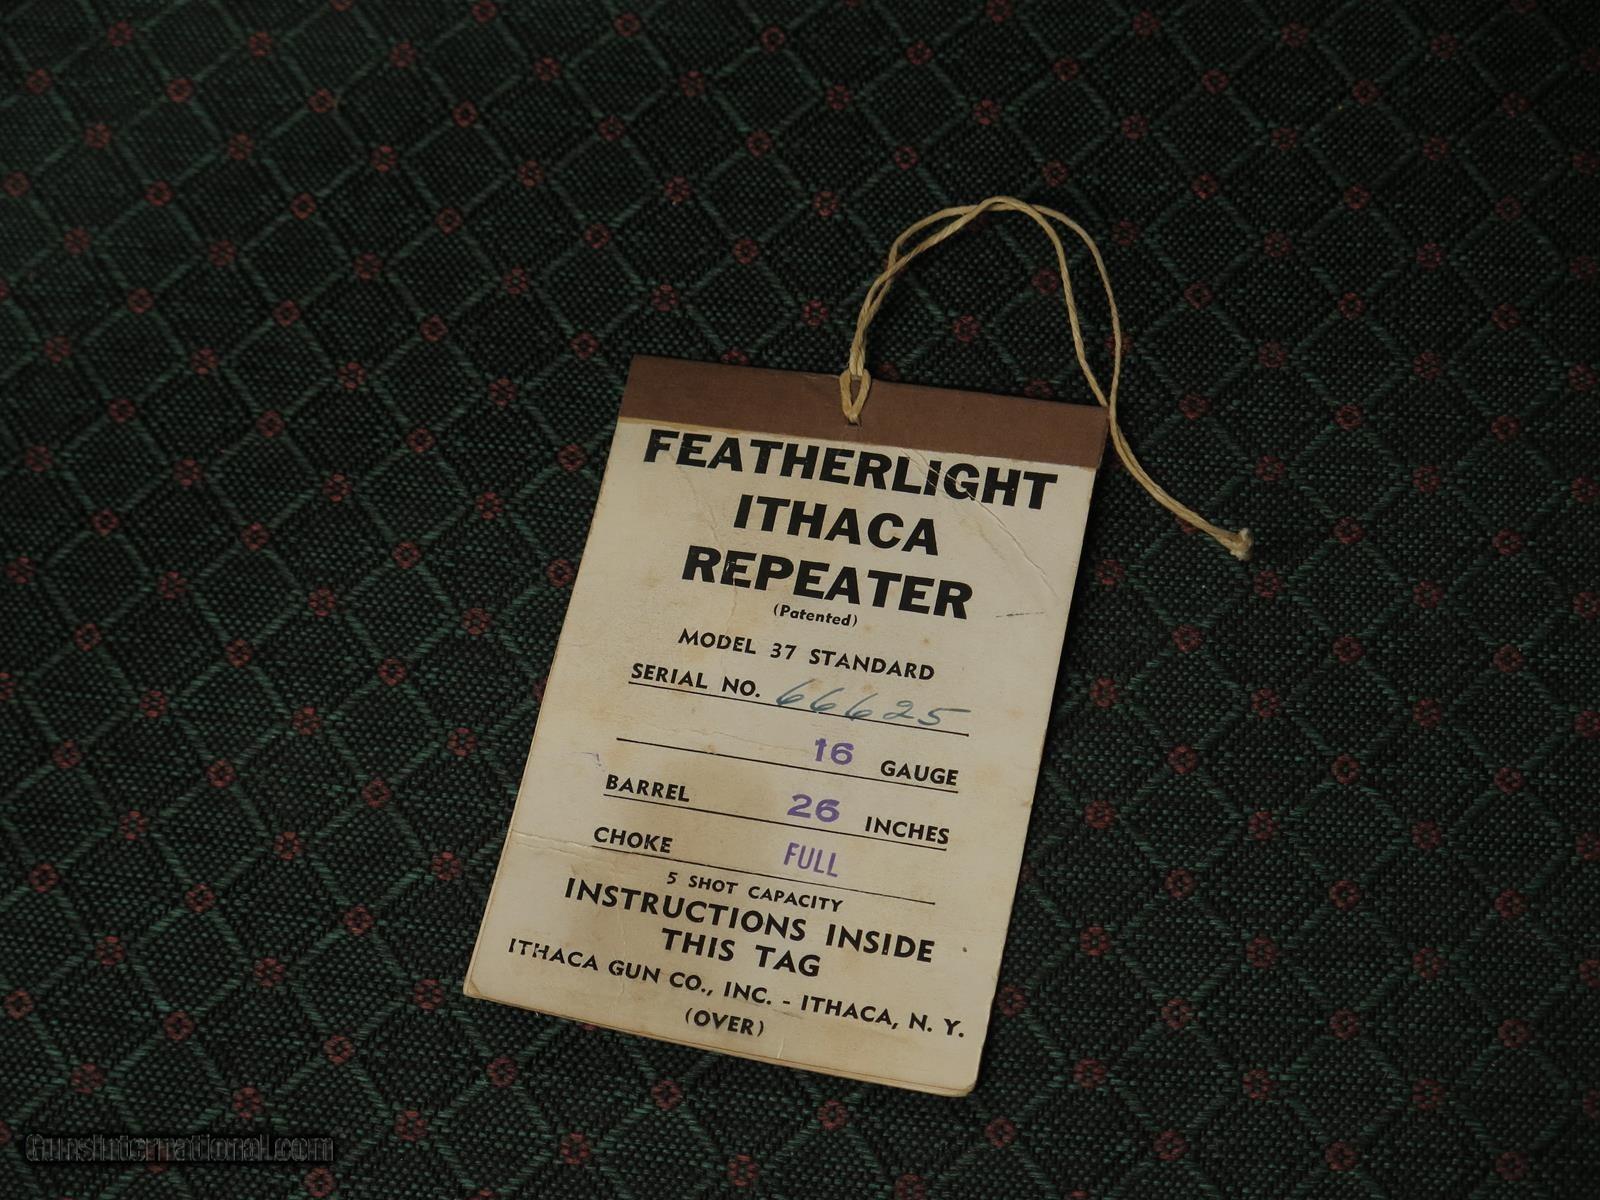 FEATHERLIGHT
ITHACA
REPEATER
(Patented)
MODEL 37 STANDARD
SERIAL NO. 66625
16 GAUGE
BARREL 26 INCHES
CHOKE FULL
5 SHOT CAPACITY
INSTRUCTIONS INSIDE
THIS TAG
ITHACA GUN CO., INC. - ITHACA, N. Y.
(OVER)
GunsInternational.com